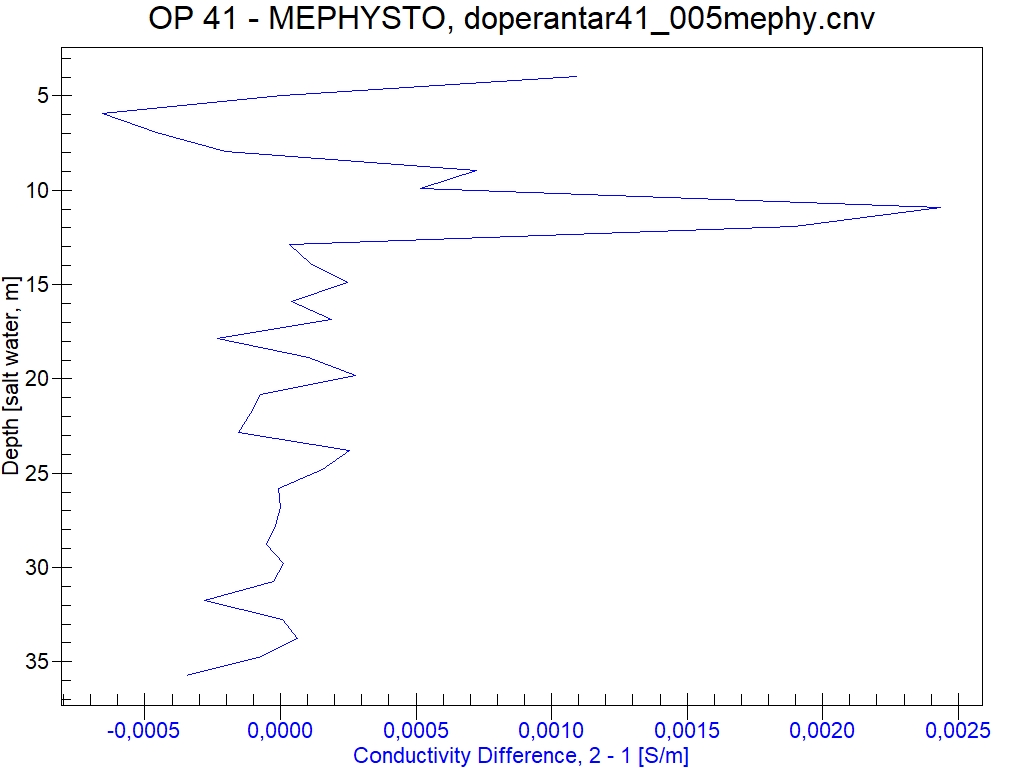 OP 41 - MEPHYSTO, doperantar41_005mephy.cnv
Depth [salt water, m]
5
10
15
20
25
30
35
-0,0005 0,0000 0,0005 0,0010 0,0015 0,0020 0,0025
Conductivity Difference, 2 - 1 [S/m]